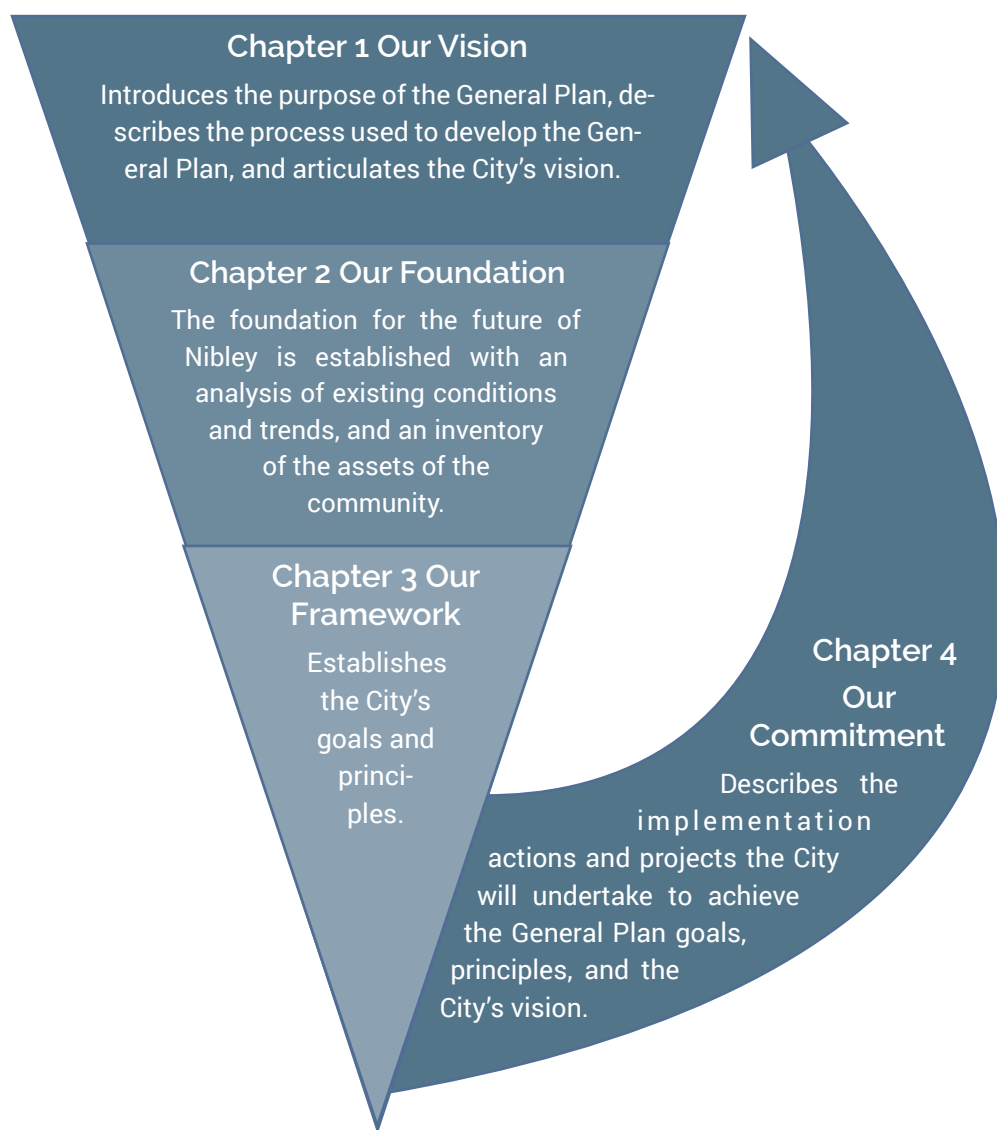 Chapter 1 Our Vision
Introduces the purpose of the General Plan, de-
scribes the process used to develop the Gen-
eral Plan, and articulates the City’s vision.
Chapter 2 Our Foundation
The foundation for the future of
Nibley is established with an
analysis of existing conditions
and trends, and an inventory
of the assets of the
community.
Chapter 3 Our
Framework
Establishes
the City’s
goals and
princi-
ples.
Chapter 4
Our
Commitment
Describes the
implementation
actions and projects the City
will undertake to achieve
the General Plan goals,
principles, and the
City’s vision.